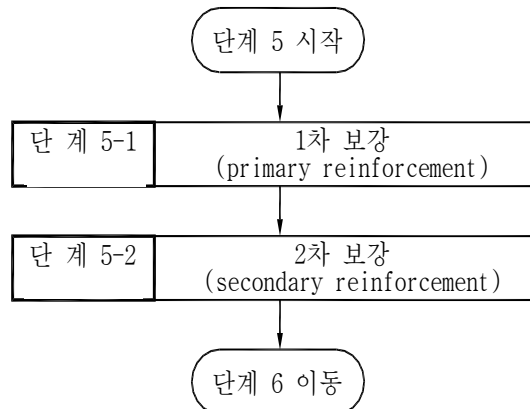 단계 5 시작
단 계 5-1
1차 보강
(primary reinforcement)
단 계 5-2
2차 보강
(secondary reinforcement)
단계 6 이동